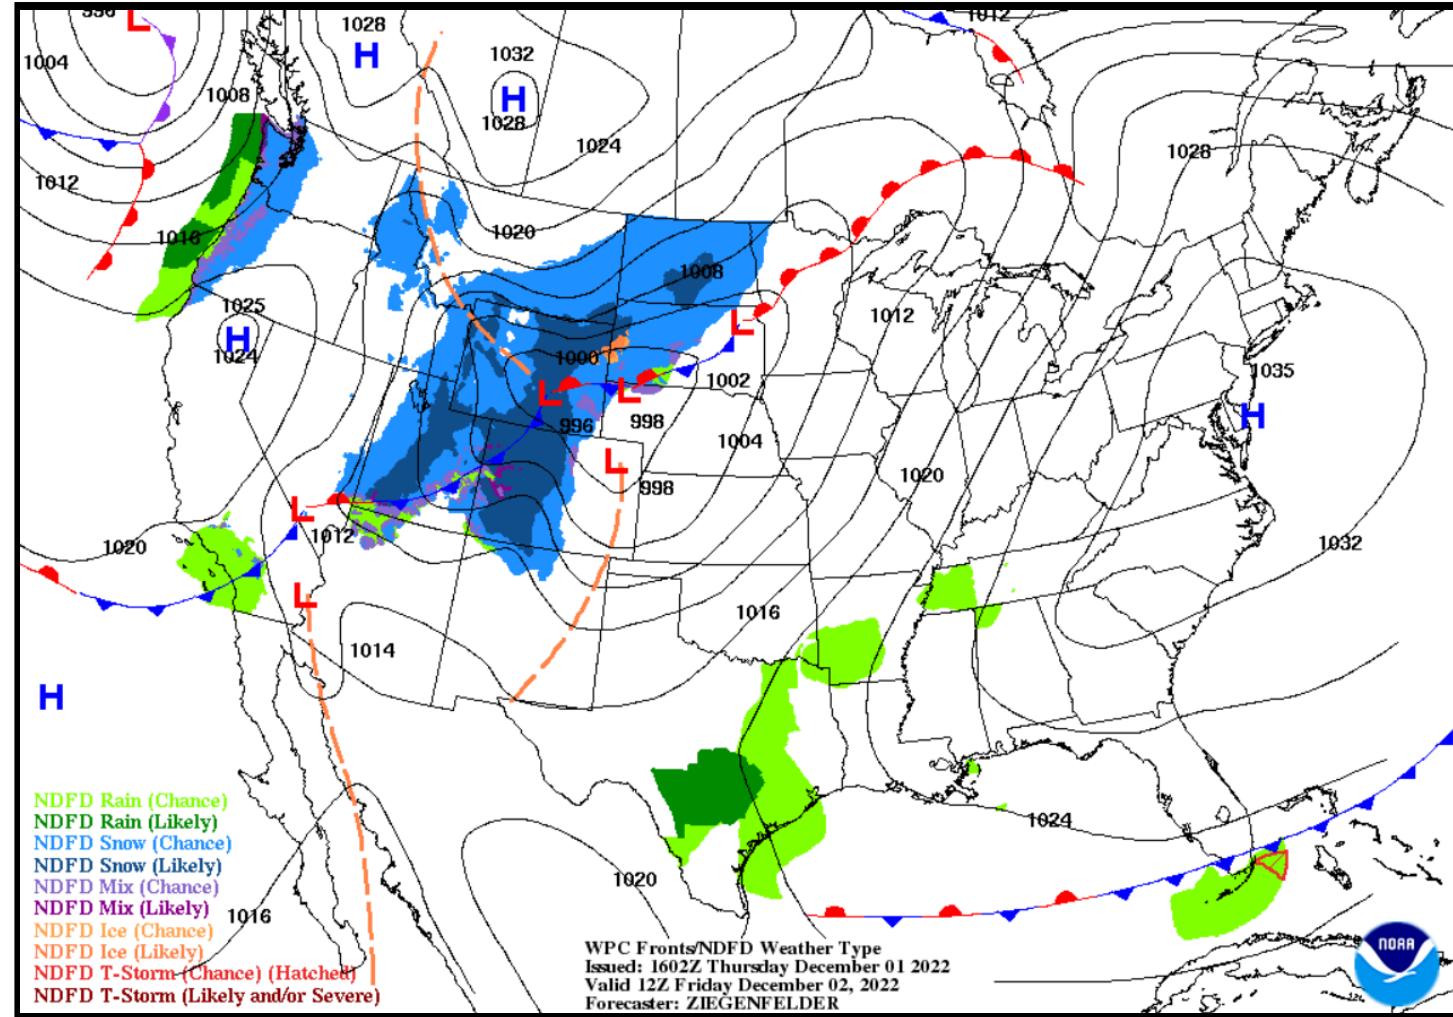 996
L
1028
H
1032
H
1028
1024
1012
1004
1008
1012
1016
1028
1020
1008
1025
H
1024
1012
L
1000
1002
1035
L
L
996
998
H
1004
L
998
1020
L
1012
1020
1032
L
1016
1014
H
1024
1020
1016
NDFD Rain (Chance)
NDFD Rain (Likely)
NDFD Snow (Chance)
NDFD Snow (Likely)
NDFD Mix (Chance)
NDFD Mix (Likely)
NDFD Ice (Chance)
NDFD Ice (Likely)
NDFD T-Storm (Chance) (Hatched)
NDFD T-Storm (Likely and/or Severe)
WPC Fronts/NDFD Weather Type
Issued: 1602Z Thursday December 01 2022
Valid 12Z Friday December 02, 2022
Forecaster: ZIEGENFELDER
NOAA